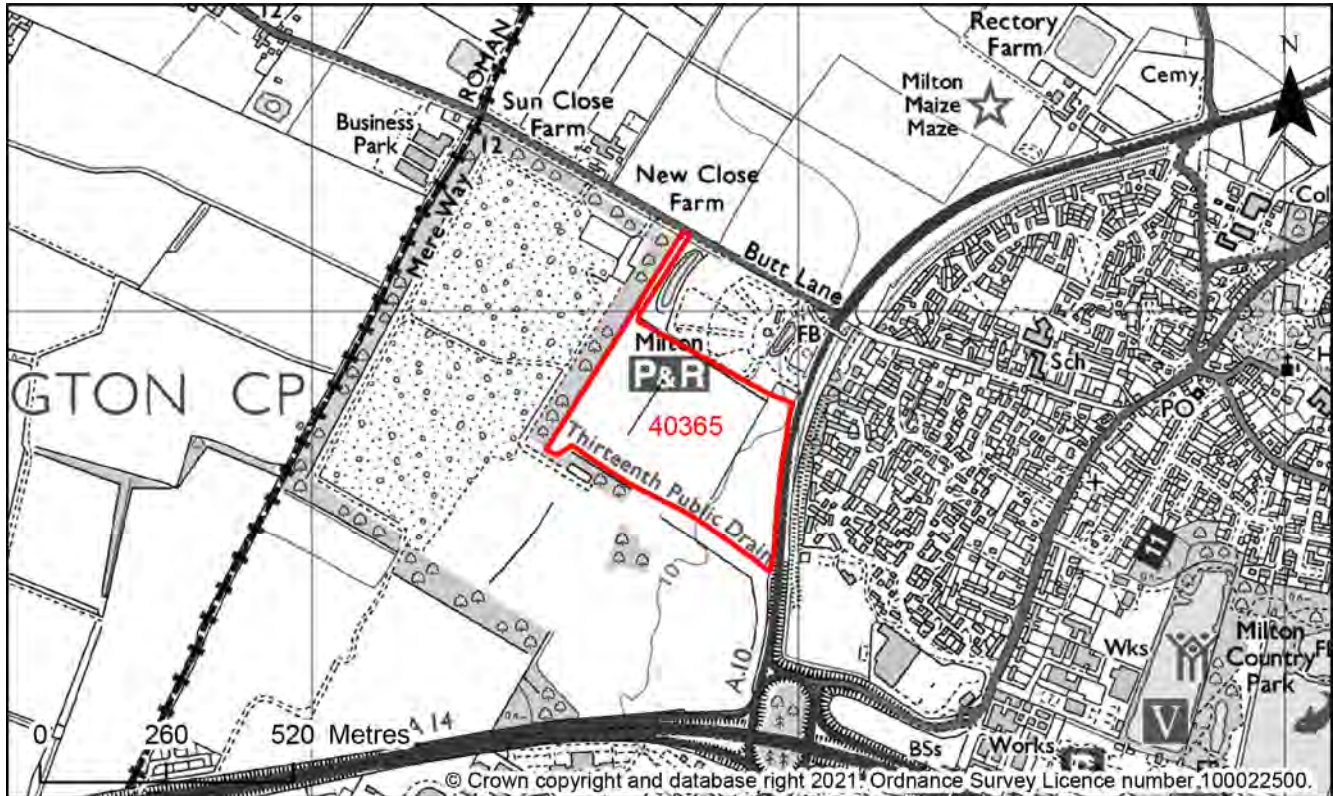 12
ROMAN
Rectory
Farm
N
Cemy
Milton
Maize
Maze
Sun Close
Farm
Business
Park
12
New Close
Farm
Mere Way
Butt Lane
Col
FB
Milton
P&R
Sch
GTON CP
H
PO
40365
Thirteenth Public Drain
11
10
A.10
Wks
Milton
Country
Park
V
0 260 520 Metres
A 14
BSs
Works
© Crown copyright and database right 2021. Ordnance Survey Licence number 100022500.